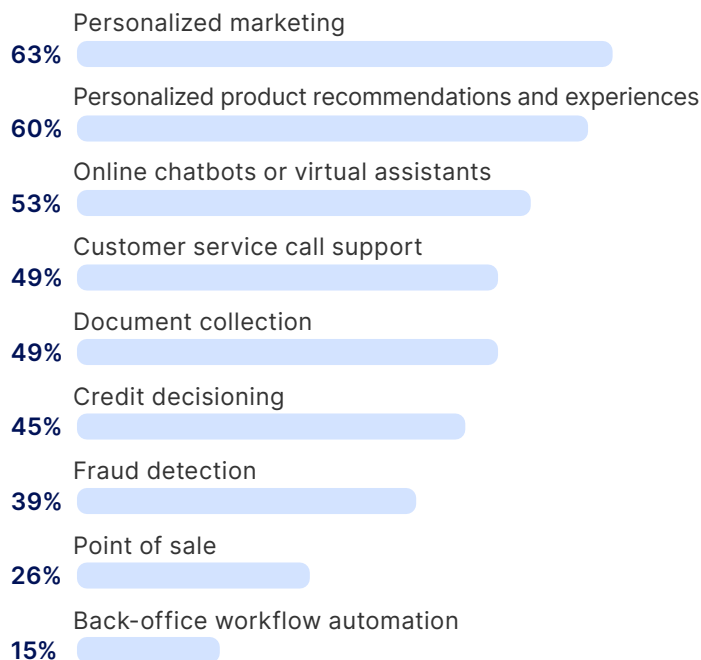 Personalized marketing
63%
Personalized product recommendations and experiences
60%
Online chatbots or virtual assistants
53%
Customer service call support
49%
Document collection
49%
Credit decisioning
45%
Fraud detection
39%
Point of sale
26%
Back-office workflow automation
15%